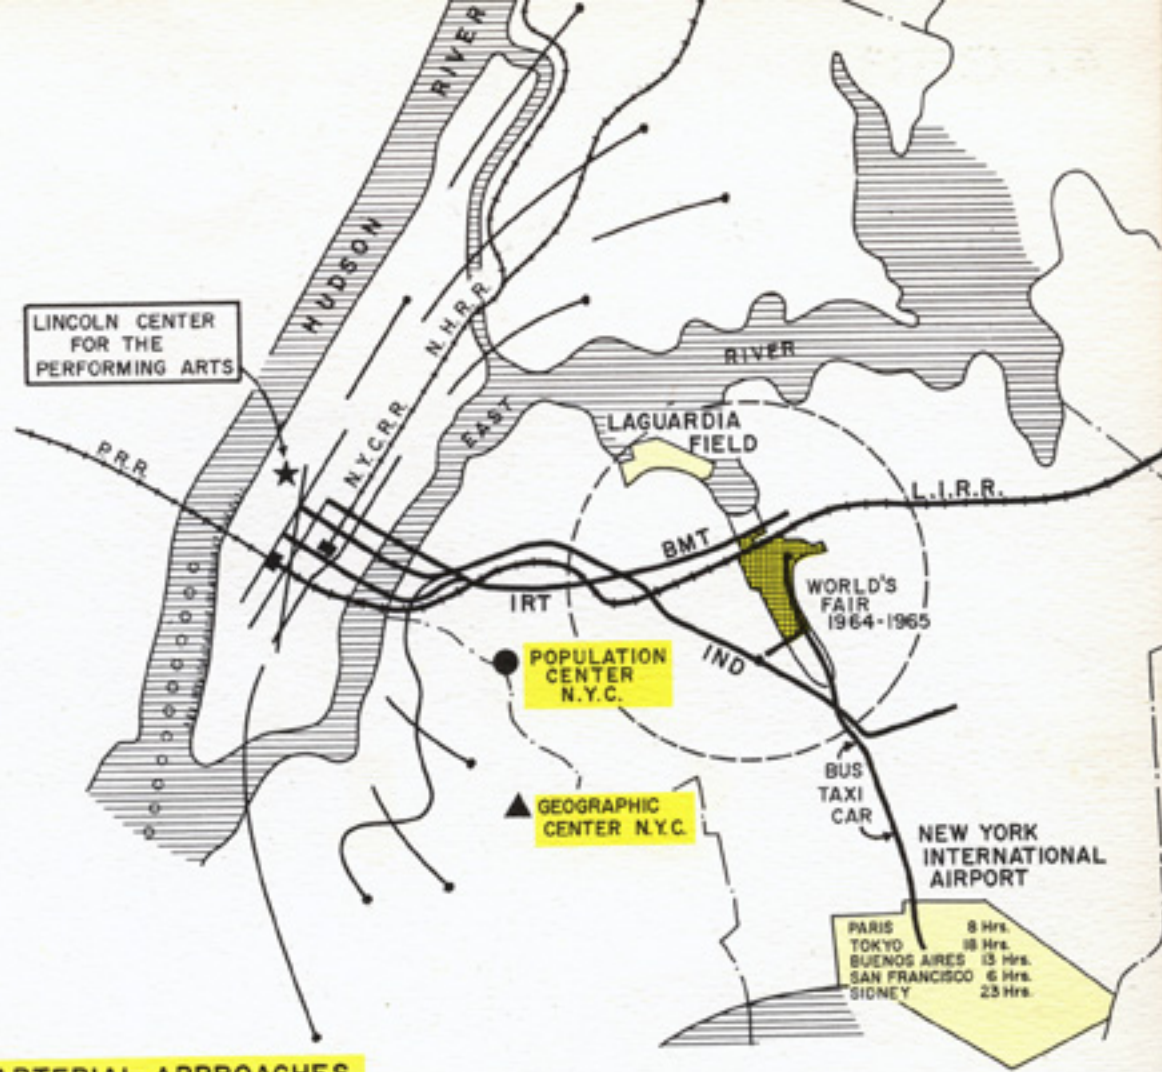 HUDSON RIVER
LINCOLN CENTER
FOR THE
PERFORMING ARTS
N.H.R.R.
N.Y.C.R.R.
P.R.R.
EAST RIVER
LAGUARDIA
FIELD
L.I.R.R.
BMT
IRT
IND
WORLD'S
FAIR
1964-1965
POPULATION
CENTER
N.Y.C.
GEOGRAPHIC
CENTER N.Y.C.
BUS
TAXI
CAR
NEW YORK
INTERNATIONAL
AIRPORT
PARIS 8 Hrs.
TOKYO 18 Hrs.
BUENOS AIRES 13 Hrs.
SAN FRANCISCO 6 Hrs.
SIDNEY 23 Hrs.
ARTERIAL APPROACHES